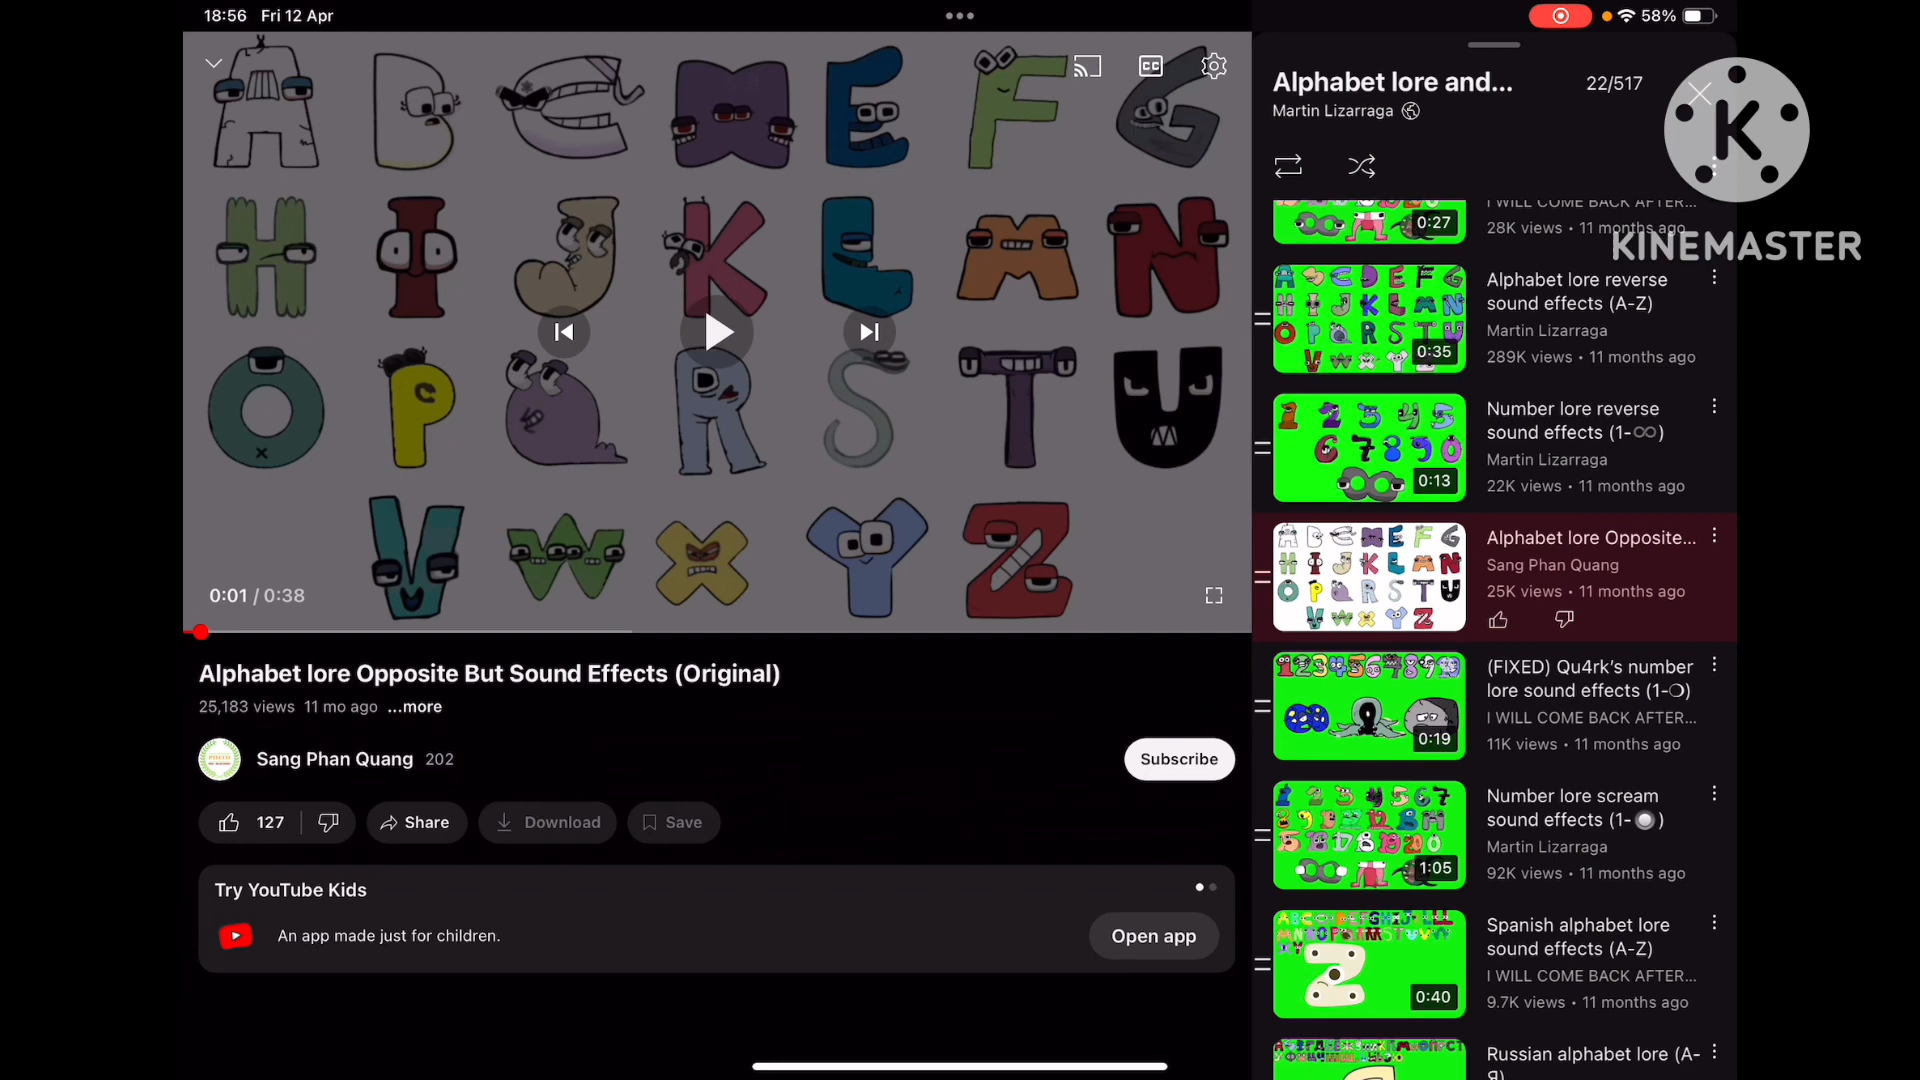 18:56 Fri 12 Apr
58%
CC
0:01 / 0:38
Alphabet lore Opposite But Sound Effects (Original)
25,183 views 11 mo ago ...more
Sang Phan Quang 202
Subscribe
127
Share
Download
Save
Try YouTube Kids
An app made just for children.
Open app
Alphabet lore and...
22/517
Martin Lizarraga
K
KINEMASTER
I WILL COME BACK AFTER...
28K views • 11 months ago
0:27
Alphabet lore reverse
sound effects (A-Z)
Martin Lizarraga
289K views • 11 months ago
0:35
Number lore reverse
sound effects (1-∞)
Martin Lizarraga
22K views • 11 months ago
0:13
Alphabet lore Opposite...
Sang Phan Quang
25K views • 11 months ago
(FIXED) Qu4rk's number
lore sound effects (1-❍)
I WILL COME BACK AFTER...
11K views • 11 months ago
0:19
Number lore scream
sound effects (1-🔘)
Martin Lizarraga
92K views • 11 months ago
1:05
Spanish alphabet lore
sound effects (A-Z)
I WILL COME BACK AFTER...
9.7K views • 11 months ago
0:40
Russian alphabet lore (A-
Я)